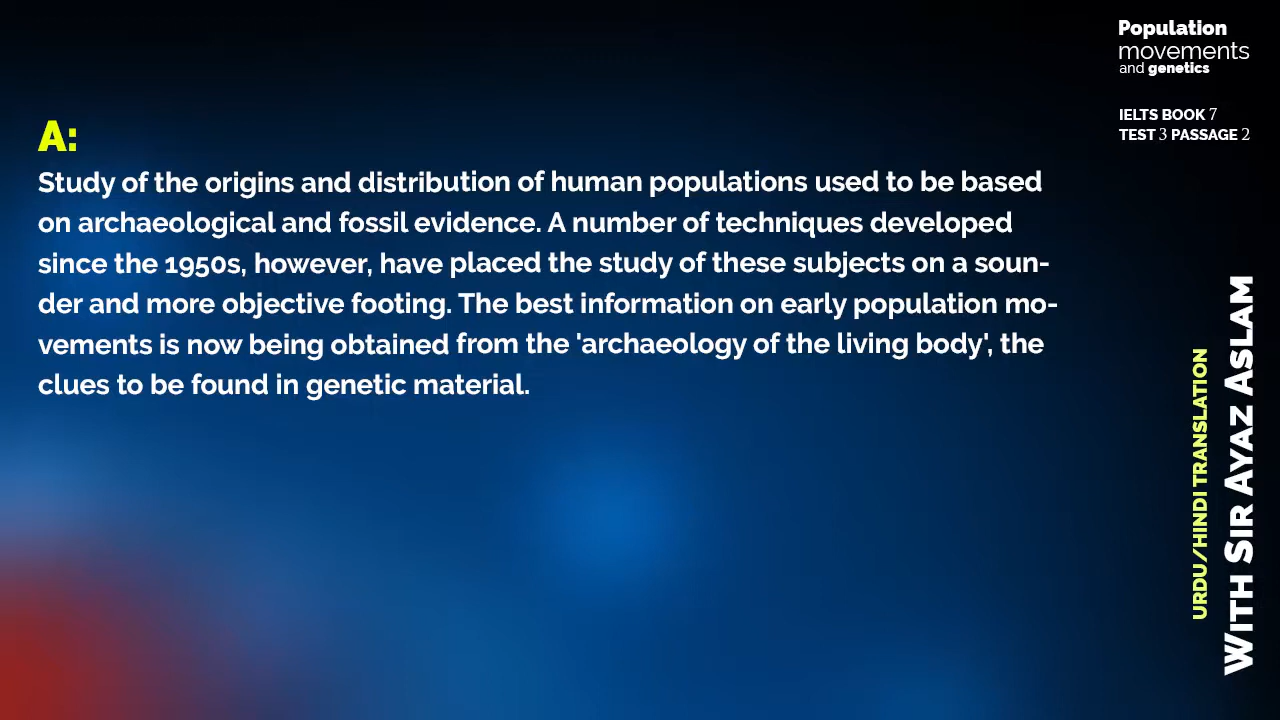 Population
movements
and genetics
IELTS BOOK 7
TEST 3 PASSAGE 2
A:
Study of the origins and distribution of human populations used to be based
on archaeological and fossil evidence. A number of techniques developed
since the 1950s, however, have placed the study of these subjects on a soun-
der and more objective footing. The best information on early population mo-
vements is now being obtained from the 'archaeology of the living body', the
clues to be found in genetic material.
URDU/HINDI TRANSLATION
WITH SIR AYAZ ASLAM